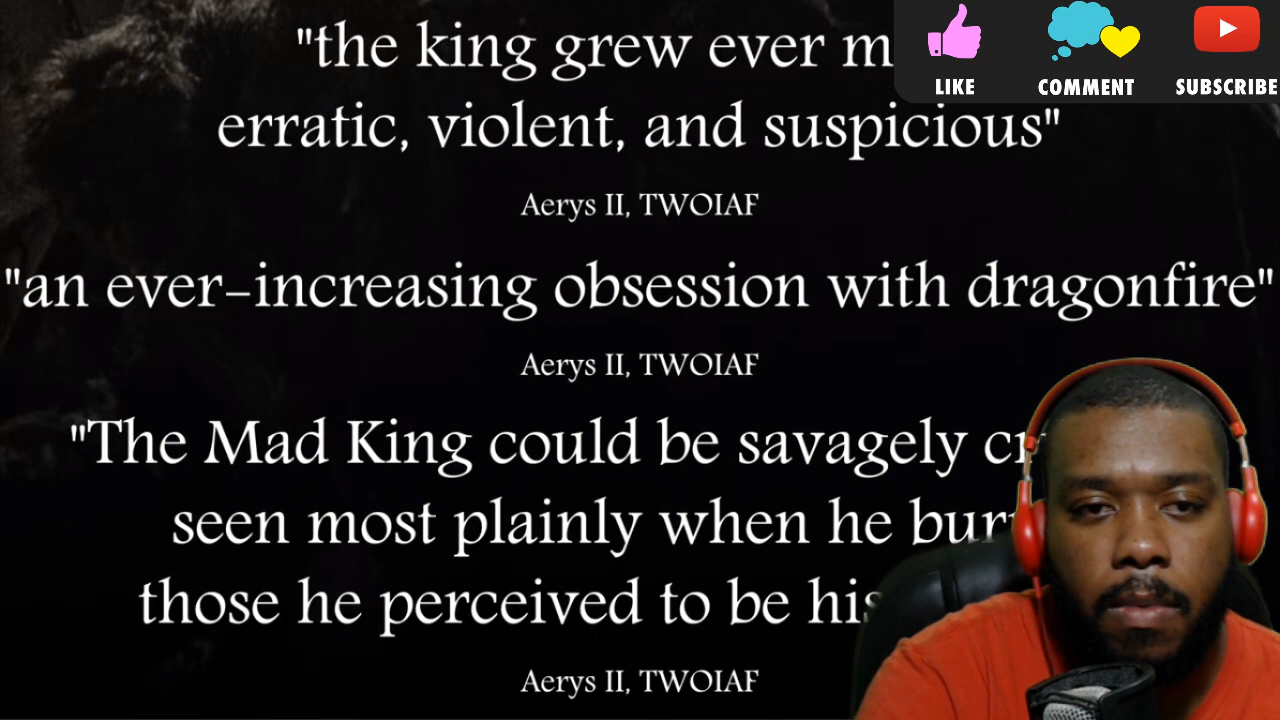 "the king grew ever
erratic, violent, and suspicious"
Aerys II, TWOIAF
"an ever-increasing obsession with dragonfire"
Aerys II, TWOIAF
"The Mad King could be savagely
seen most plainly when he
those he perceived to be his
Aerys II, TWOIAF
LIKE
COMMENT
SUBSCRIBE